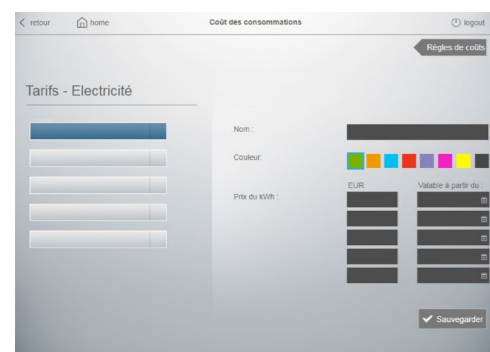 retour
home
Coût des consommations
logout
Règles de coûts
Tarifs - Electricité
Nom :
Couleur:
EUR
Valable à partir du :
Prix du kWh :
Sauvegarder